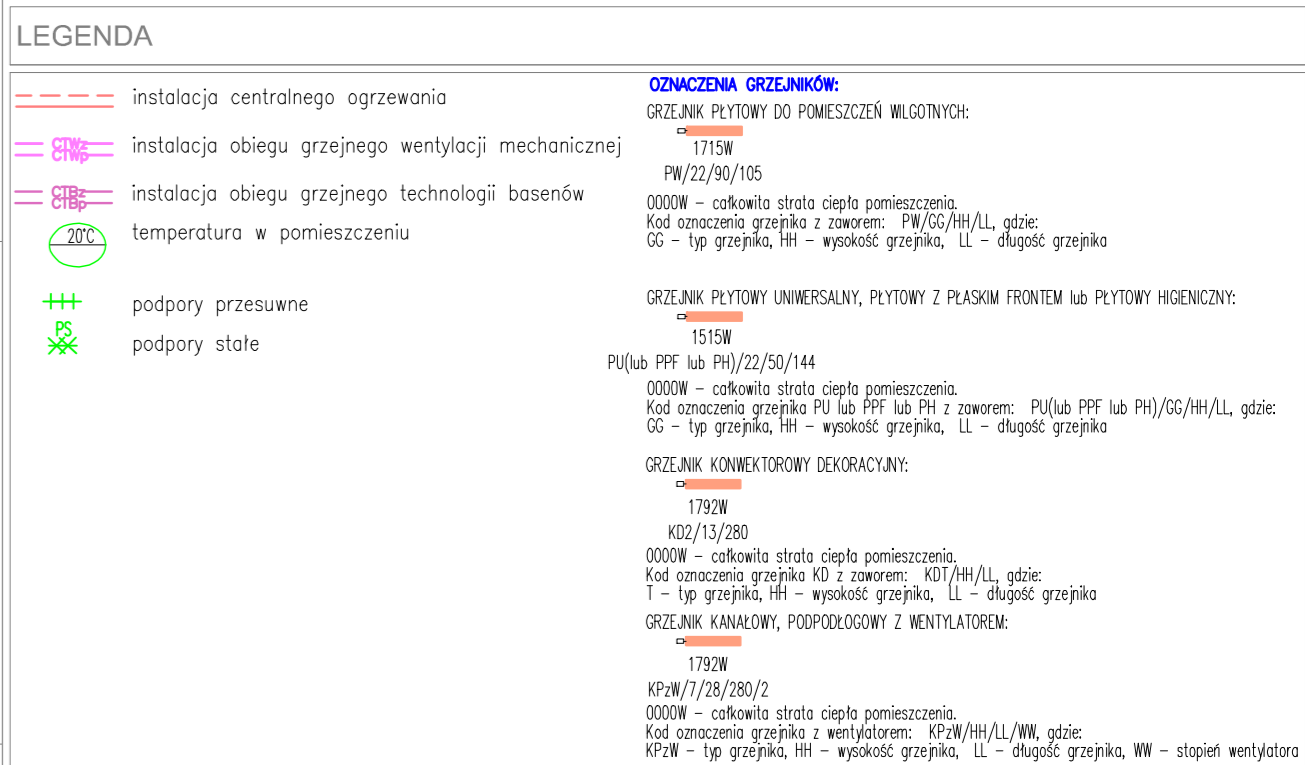 LEGENDA
instalacja centralnego ogrzewania
CTWz
CTWp
instalacja obiegu grzejnego wentylacji mechanicznej
CTBz
CTBp
instalacja obiegu grzejnego technologii basenów
20°C
temperatura w pomieszczeniu
podpory przesuwne
PS
podpory stałe
OZNACZENIA GRZEJNIKÓW:
GRZEJNIK PŁYTOWY DO POMIESZCZEŃ WILGOTNYCH:
1715W
PW/22/90/105
0000W – całkowita strata ciepła pomieszczenia.
Kod oznaczenia grzejnika z zaworem: PW/GG/HH/LL, gdzie:
GG – typ grzejnika, HH – wysokość grzejnika, LL – długość grzejnika
GRZEJNIK PŁYTOWY UNIWERSALNY, PŁYTOWY Z PŁASKIM FRONTEM lub PŁYTOWY HIGIENICZNY:
1515W
PU(lub PPF lub PH)/22/50/144
0000W – całkowita strata ciepła pomieszczenia.
Kod oznaczenia grzejnika PU lub PPF lub PH z zaworem: PU(lub PPF lub PH)/GG/HH/LL, gdzie:
GG – typ grzejnika, HH – wysokość grzejnika, LL – długość grzejnika
GRZEJNIK KONWEKTOROWY DEKORACYJNY:
1792W
KD2/13/280
0000W – całkowita strata ciepła pomieszczenia.
Kod oznaczenia grzejnika KD z zaworem: KDT/HH/LL, gdzie:
T – typ grzejnika, HH – wysokość grzejnika, LL – długość grzejnika
GRZEJNIK KANAŁOWY, PODPODŁOGOWY Z WENTYLATOREM:
1792W
KPzW/7/28/280/2
0000W – całkowita strata ciepła pomieszczenia.
Kod oznaczenia grzejnika z wentylatorem: KPzW/HH/LL/WW, gdzie:
KPzW – typ grzejnika, HH – wysokość grzejnika, LL – długość grzejnika, WW – stopień wentylatora